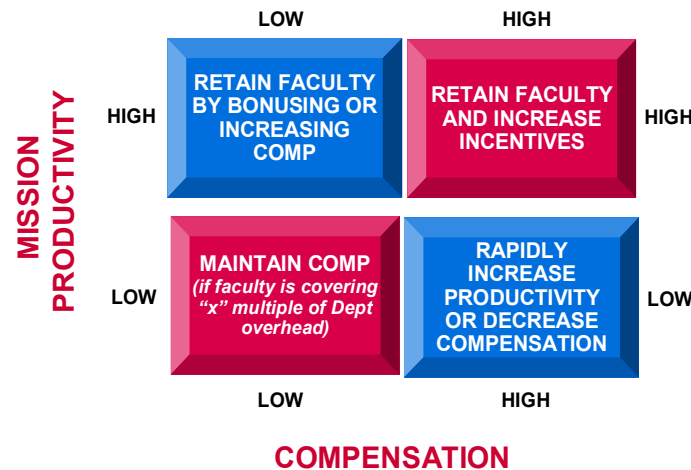 LOW HIGH
RETAIN FACULTY
BY BONUSING OR
INCREASING
COMP
RETAIN FACULTY
AND INCREASE
INCENTIVES
HIGH
HIGH
MISSION
PRODUCTIVITY
MAINTAIN COMP
(if faculty is covering
“x” multiple of Dept
overhead)
RAPIDLY
INCREASE
PRODUCTIVITY
OR DECREASE
COMPENSATION
LOW
LOW
LOW HIGH
COMPENSATION